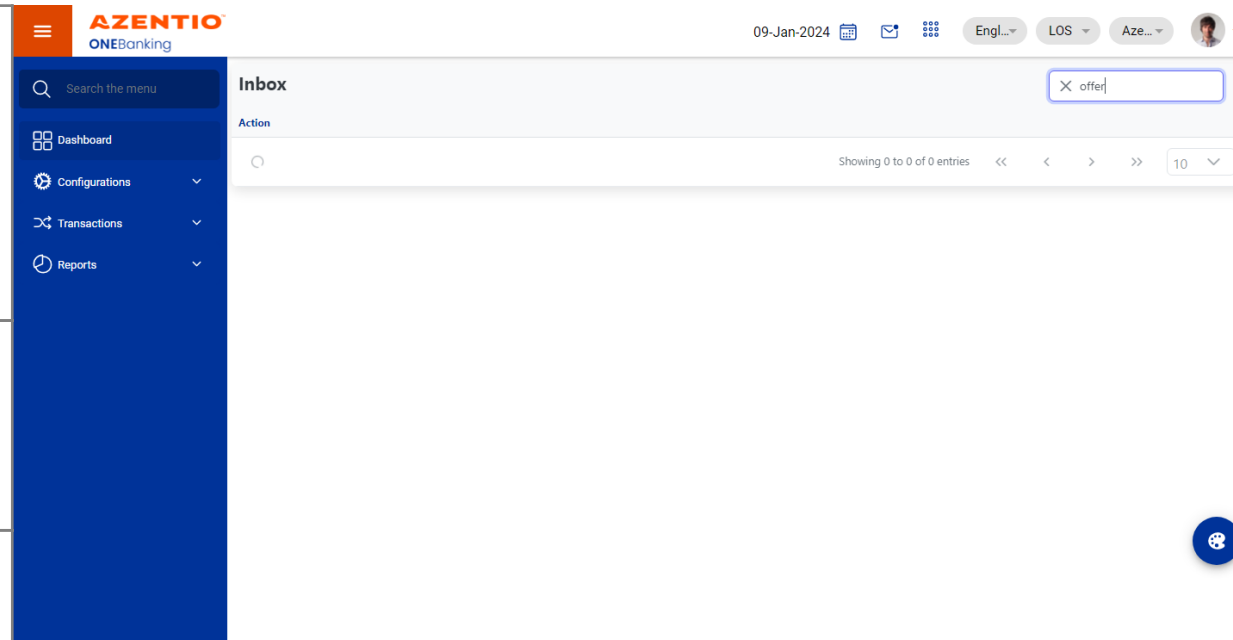 AZENTIO
ONEBanking
09-Jan-2024
Engl...
LOS
Aze...
Search the menu
Inbox
offer
Dashboard
Action
Configurations
Showing 0 to 0 of 0 entries
<<
<
>
>>
10
Transactions
Reports